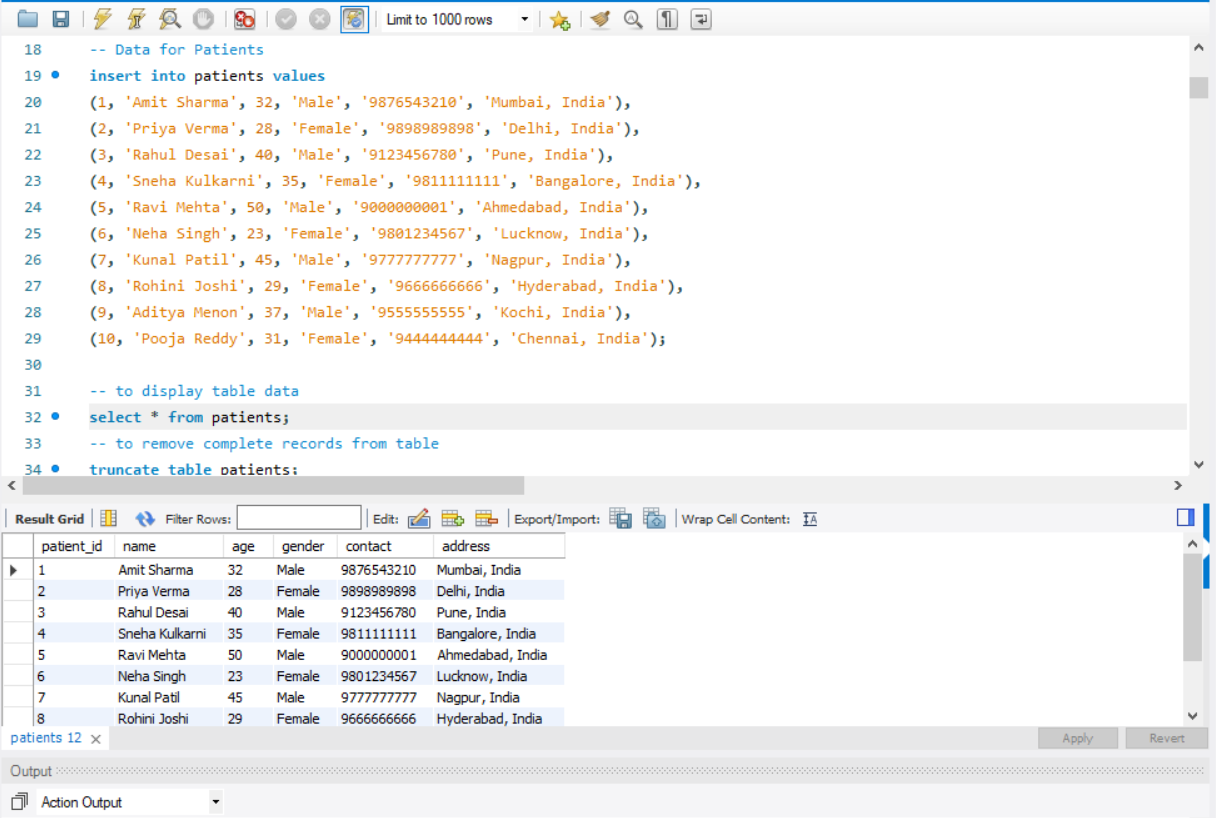 Limit to 1000 rows
18 -- Data for Patients
19 insert into patients values
20 (1, 'Amit Sharma', 32, 'Male', '9876543210', 'Mumbai, India'),
21 (2, 'Priya Verma', 28, 'Female', '9898989898', 'Delhi, India'),
22 (3, 'Rahul Desai', 40, 'Male', '9123456780', 'Pune, India'),
23 (4, 'Sneha Kulkarni', 35, 'Female', '9811111111', 'Bangalore, India'),
24 (5, 'Ravi Mehta', 50, 'Male', '9000000001', 'Ahmedabad, India'),
25 (6, 'Neha Singh', 23, 'Female', '9801234567', 'Lucknow, India'),
26 (7, 'Kunal Patil', 45, 'Male', '9777777777', 'Nagpur, India'),
27 (8, 'Rohini Joshi', 29, 'Female', '9666666666', 'Hyderabad, India'),
28 (9, 'Aditya Menon', 37, 'Male', '9555555555', 'Kochi, India'),
29 (10, 'Pooja Reddy', 31, 'Female', '9444444444', 'Chennai, India');
30
31 -- to display table data
32 select * from patients;
33 -- to remove complete records from table
34 truncate table patients;
Result Grid Filter Rows: Edit: Export/Import: Wrap Cell Content: IA
patient_id name age gender contact address
1 Amit Sharma 32 Male 9876543210 Mumbai, India
2 Priya Verma 28 Female 9898989898 Delhi, India
3 Rahul Desai 40 Male 9123456780 Pune, India
4 Sneha Kulkarni 35 Female 9811111111 Bangalore, India
5 Ravi Mehta 50 Male 9000000001 Ahmedabad, India
6 Neha Singh 23 Female 9801234567 Lucknow, India
7 Kunal Patil 45 Male 9777777777 Nagpur, India
8 Rohini Joshi 29 Female 9666666666 Hyderabad, India
patients 12 Apply Revert
Output
Action Output